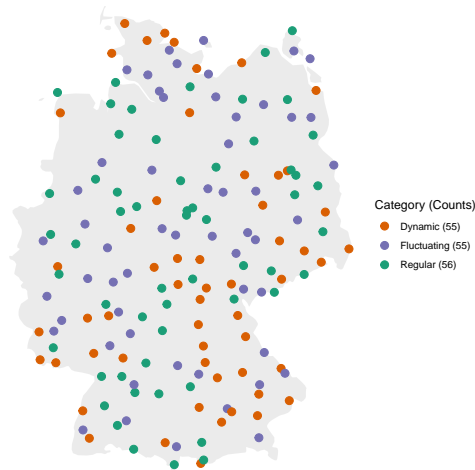 Category (Counts)
Dynamic (55)
Fluctuating (55)
Regular (56)